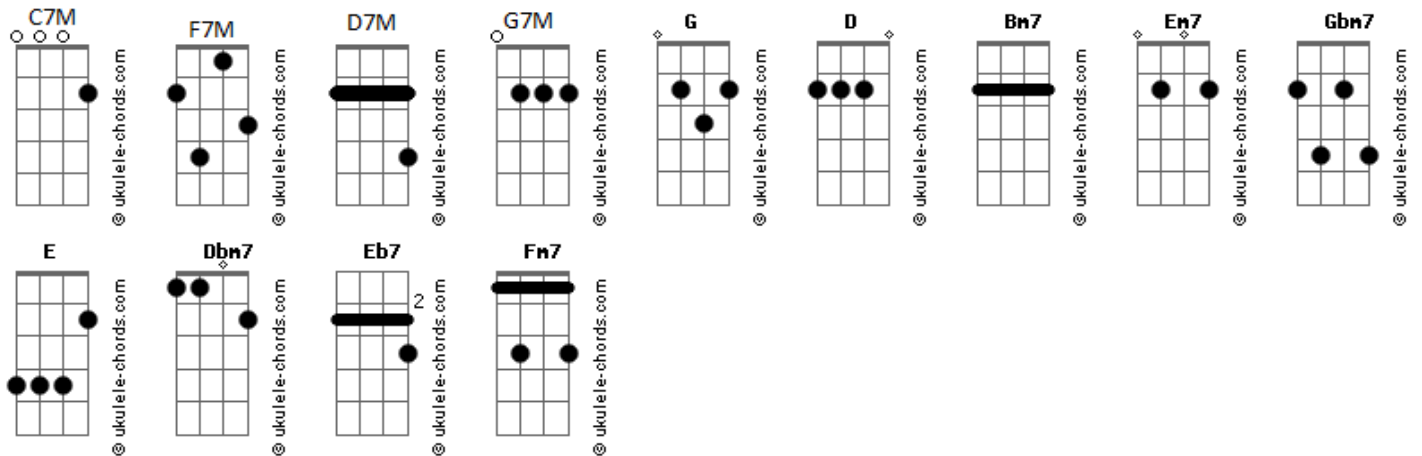 C7M F7M D7M G7M G D Bm7 Em7 Gbm7
© ukulele-chords.com © ukulele-chords.com © ukulele-chords.com © ukulele-chords.com © ukulele-chords.com © ukulele-chords.com © ukulele-chords.com © ukulele-chords.com © ukulele-chords.com
E Dbm7 Eb7 Fm7
2
© ukulele-chords.com © ukulele-chords.com © ukulele-chords.com © ukulele-chords.com